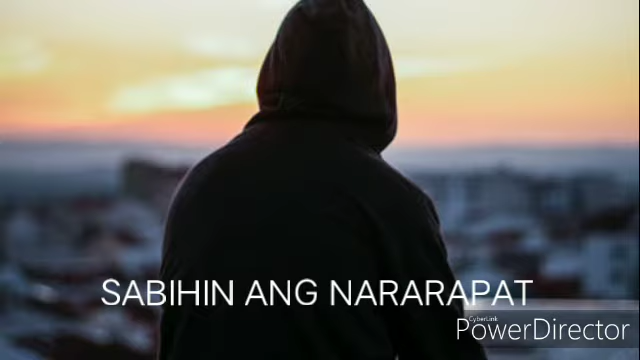 SABIHIN ANG NARARAPAT
CyberLink
PowerDirector